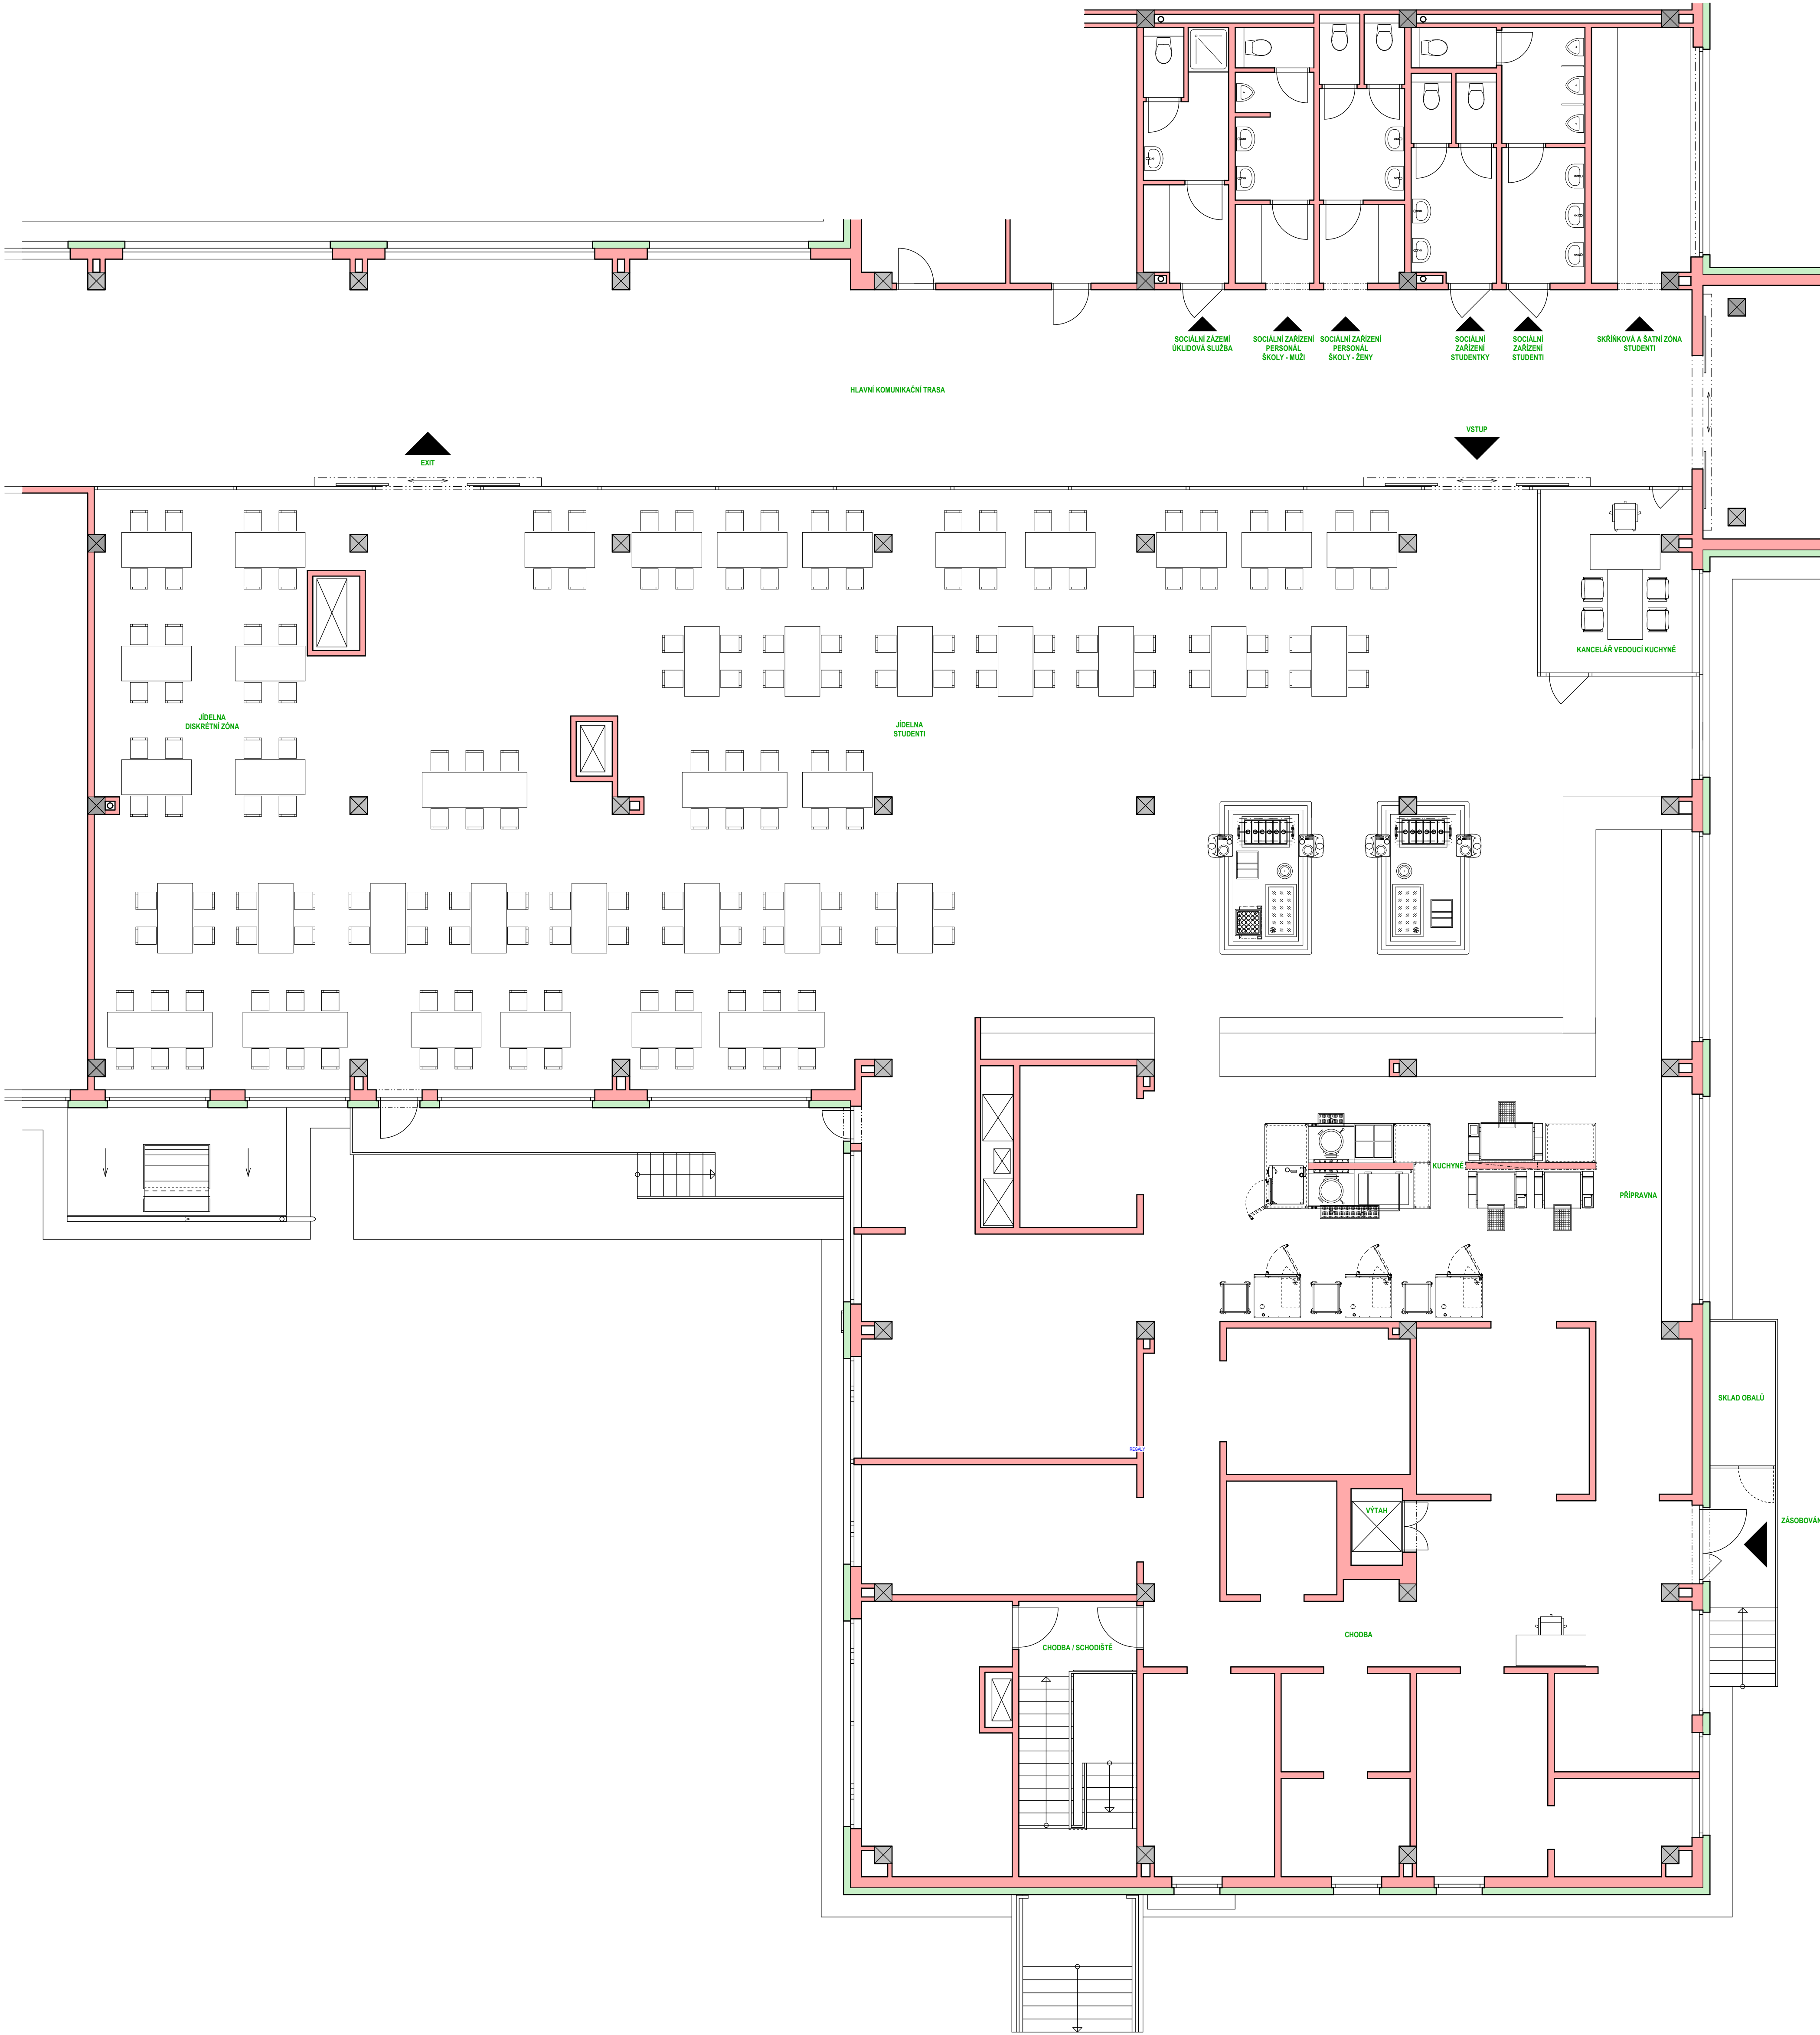 SOCIÁLNÍ ZÁZEMÍ
ÚKLIDOVÁ SLUŽBA
SOCIÁLNÍ ZAŘÍZENÍ
PERSONÁL
ŠKOLY - MUŽI
SOCIÁLNÍ ZAŘÍZENÍ
PERSONÁL
ŠKOLY - ŽENY
SOCIÁLNÍ
ZAŘÍZENÍ
STUDENTKY
SOCIÁLNÍ
ZAŘÍZENÍ
STUDENTI
SKŘÍŇKOVÁ A ŠATNÍ ZÓNA
STUDENTI
HLAVNÍ KOMUNIKAČNÍ TRASA
EXIT
VSTUP
KANCELÁŘ VEDOUCÍ KUCHYNĚ
JÍDELNA
DISKRÉTNÍ ZÓNA
JÍDELNA
STUDENTI
KUCHYNĚ
PŘÍPRAVNA
SKLAD OBALŮ
REGÁLY
VÝTAH
ZÁSOBOVÁN
CHODBA
CHODBA / SCHODIŠTĚ